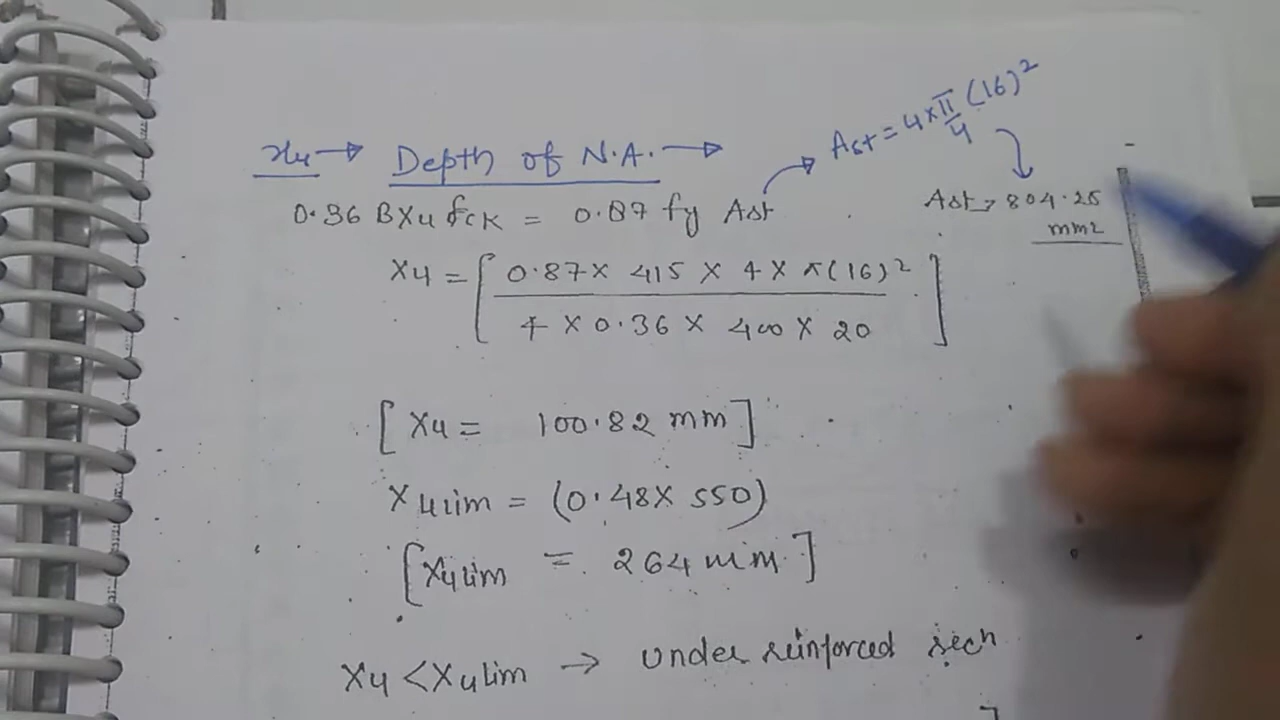 xu → Depth of N.A. → Ast = 4 × π/4 (16)²
0.36 B Xu fck = 0.87 fy Ast
Ast → 804.25 mm2
Xu = [ 0.87 × 415 × 4 × π(16)² / 4 × 0.36 × 400 × 20 ]
[ Xu = 100.82 mm ]
Xulim = (0.48 × 550)
[ Xulim = 264 mm ]
Xu < Xulim → Under reinforced secn